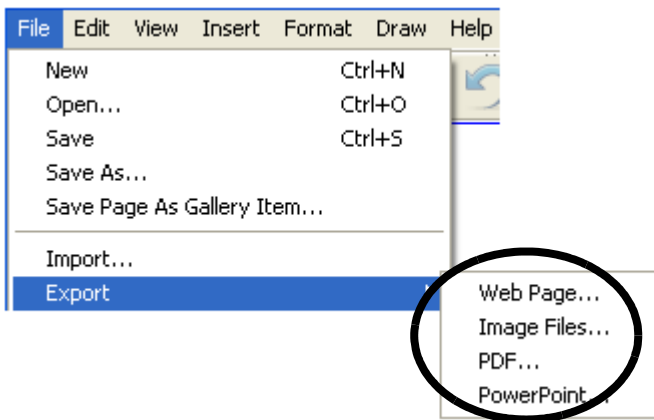 File Edit View Insert Format Draw Help
New Ctrl+N
Open... Ctrl+O
Save Ctrl+S
Save As...
Save Page As Gallery Item...
Import...
Export
Web Page...
Image Files...
PDF...
PowerPoint...